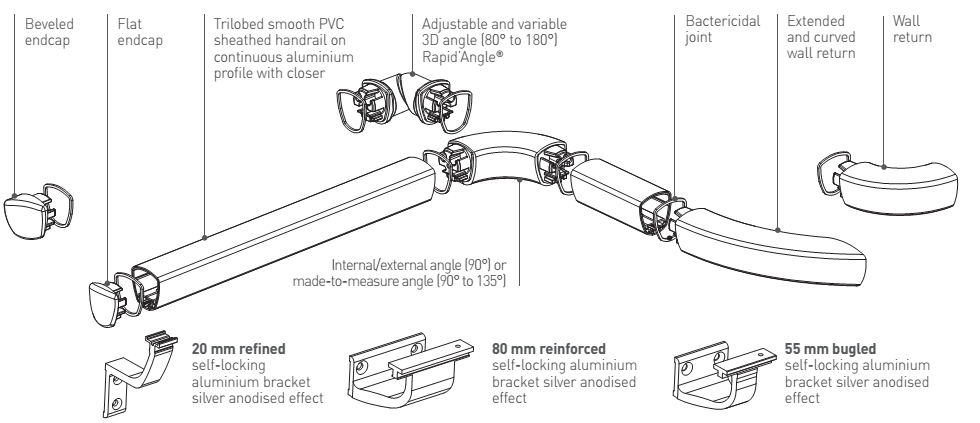 Beveled
endcap
Flat
endcap
Trilobed smooth PVC
sheathed handrail on
continuous aluminium
profile with closer
Adjustable and variable
3D angle (80° to 180°)
Rapid'Angle®
Bactericidal
joint
Extended
and curved
wall return
Wall
return
Internal/external angle (90°) or
made-to-measure angle (90° to 135°)
20 mm refined
self-locking
aluminium bracket
silver anodised effect
80 mm reinforced
self-locking aluminium
bracket silver anodised
effect
55 mm bugled
self-locking aluminium
bracket silver anodised
effect